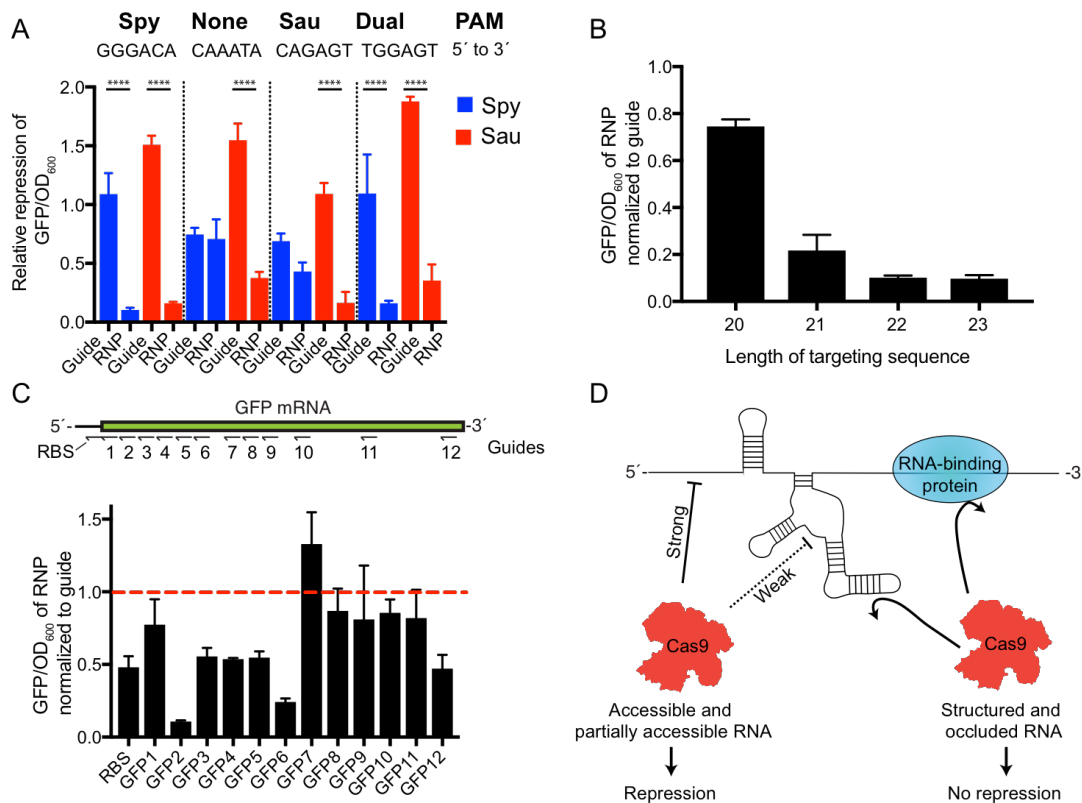 A
Spy None Sau Dual PAM
GGGACA CAAATA CAGAGT TGGAGT 5´ to 3´
**** **** **** **** **** ****
Relative repression of
GFP/OD600
2.0
1.5
1.0
0.5
0.0
Spy
Sau
Guide RNP Guide RNP Guide RNP Guide RNP Guide RNP Guide RNP Guide RNP Guide RNP
B
GFP/OD600 of RNP
normalized to guide
1.0
0.8
0.6
0.4
0.2
0.0
20 21 22 23
Length of targeting sequence
C
GFP mRNA
5´- -3´
RBS 1 2 3 4 5 6 7 8 9 10 11 12 Guides
GFP/OD600 of RNP
normalized to guide
1.5
1.0
0.5
0.0
RBS GFP1 GFP2 GFP3 GFP4 GFP5 GFP6 GFP7 GFP8 GFP9 GFP10 GFP11 GFP12
D
5´- -3
RNA-binding
protein
Strong
Weak
Cas9 Cas9
Accessible and
partially accessible RNA
Repression
Structured and
occluded RNA
No repression